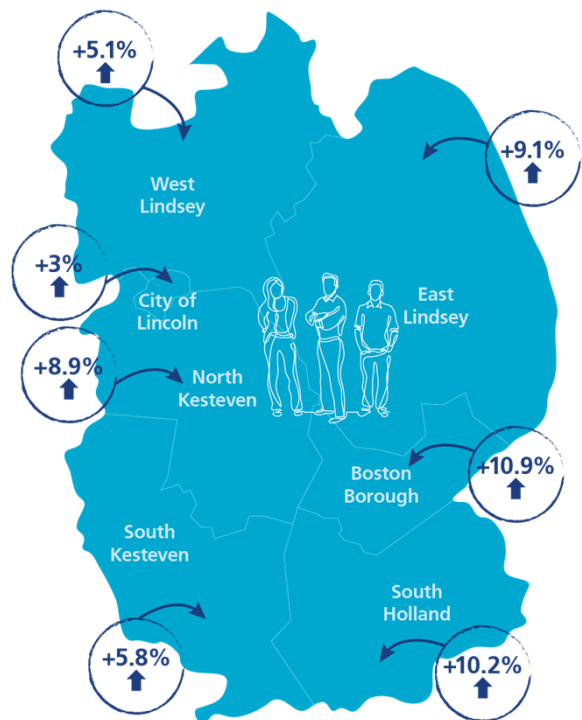 +5.1%
West
Lindsey
+9.1%
+3%
City of
Lincoln
East
Lindsey
+8.9%
North
Kesteven
Boston
Borough
+10.9%
South
Kesteven
South
Holland
+5.8%
+10.2%